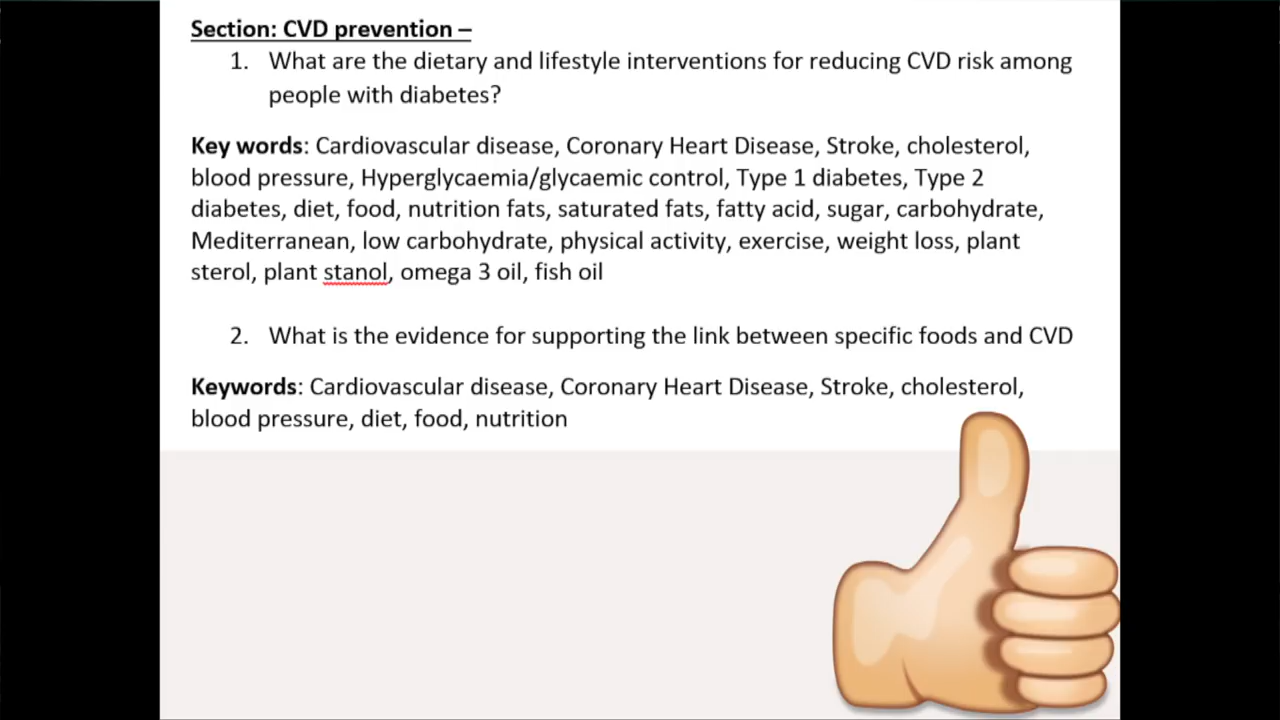 Section: CVD prevention –
1. What are the dietary and lifestyle interventions for reducing CVD risk among
people with diabetes?
Key words: Cardiovascular disease, Coronary Heart Disease, Stroke, cholesterol,
blood pressure, Hyperglycaemia/glycaemic control, Type 1 diabetes, Type 2
diabetes, diet, food, nutrition fats, saturated fats, fatty acid, sugar, carbohydrate,
Mediterranean, low carbohydrate, physical activity, exercise, weight loss, plant
sterol, plant stanol, omega 3 oil, fish oil
2. What is the evidence for supporting the link between specific foods and CVD
Keywords: Cardiovascular disease, Coronary Heart Disease, Stroke, cholesterol,
blood pressure, diet, food, nutrition